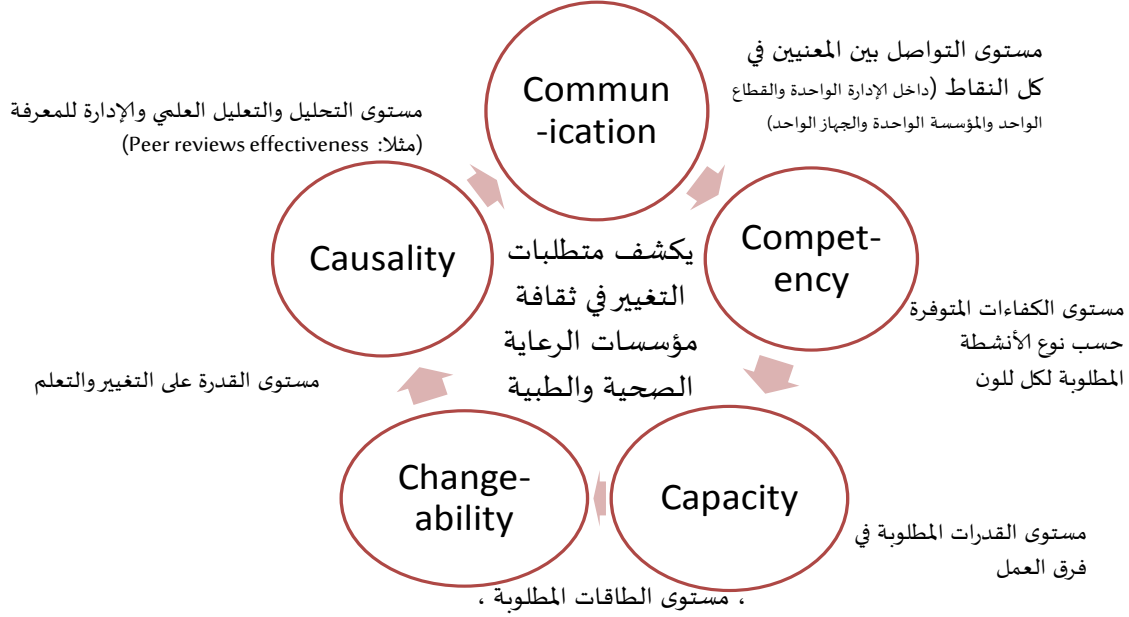 Commun
-ication
مستوى التواصل بين المعنيين في
كل النقاط (داخل الإدارة الواحدة والقطاع
الواحد والمؤسسة الواحدة والجهاز الواحد)
مستوى التحليل والتعليل العلمي والإدارة للمعرفة
(مثلا: Peer reviews effectiveness)
Causality
يكشف متطلبات
التغيير في ثقافة
مؤسسات الرعاية
الصحية والطبية
Compet-
ency
مستوى الكفاءات المتوفرة
حسب نوع الأنشطة
المطلوبة لكل للون
مستوى القدرة على التغيير والتعلم
Change-
ability
Capacity
مستوى القدرات المطلوبة في
فرق العمل
، مستوى الطاقات المطلوبة ،